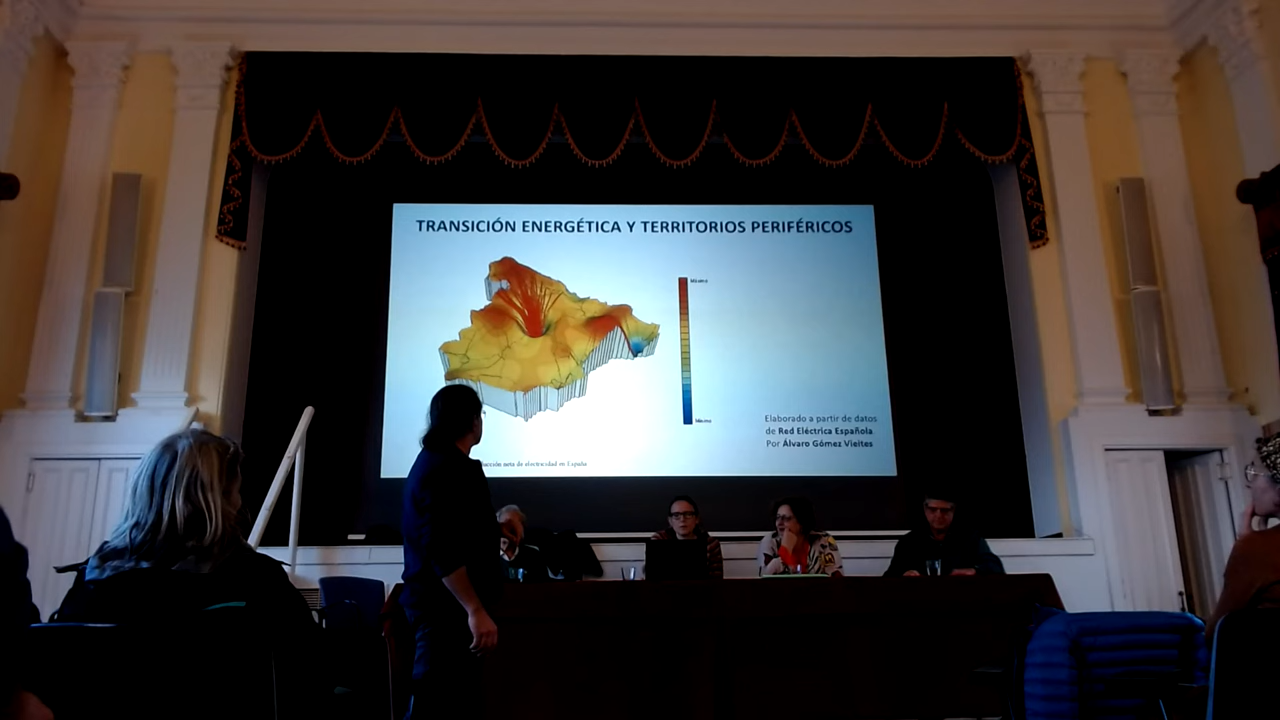 TRANSICIÓN ENERGÉTICA Y TERRITORIOS PERIFÉRICOS
Máximo
Elaborado a partir de datos
de Red Eléctrica Española.
Por Álvaro Gómez Vieites
neta de electricidad en España